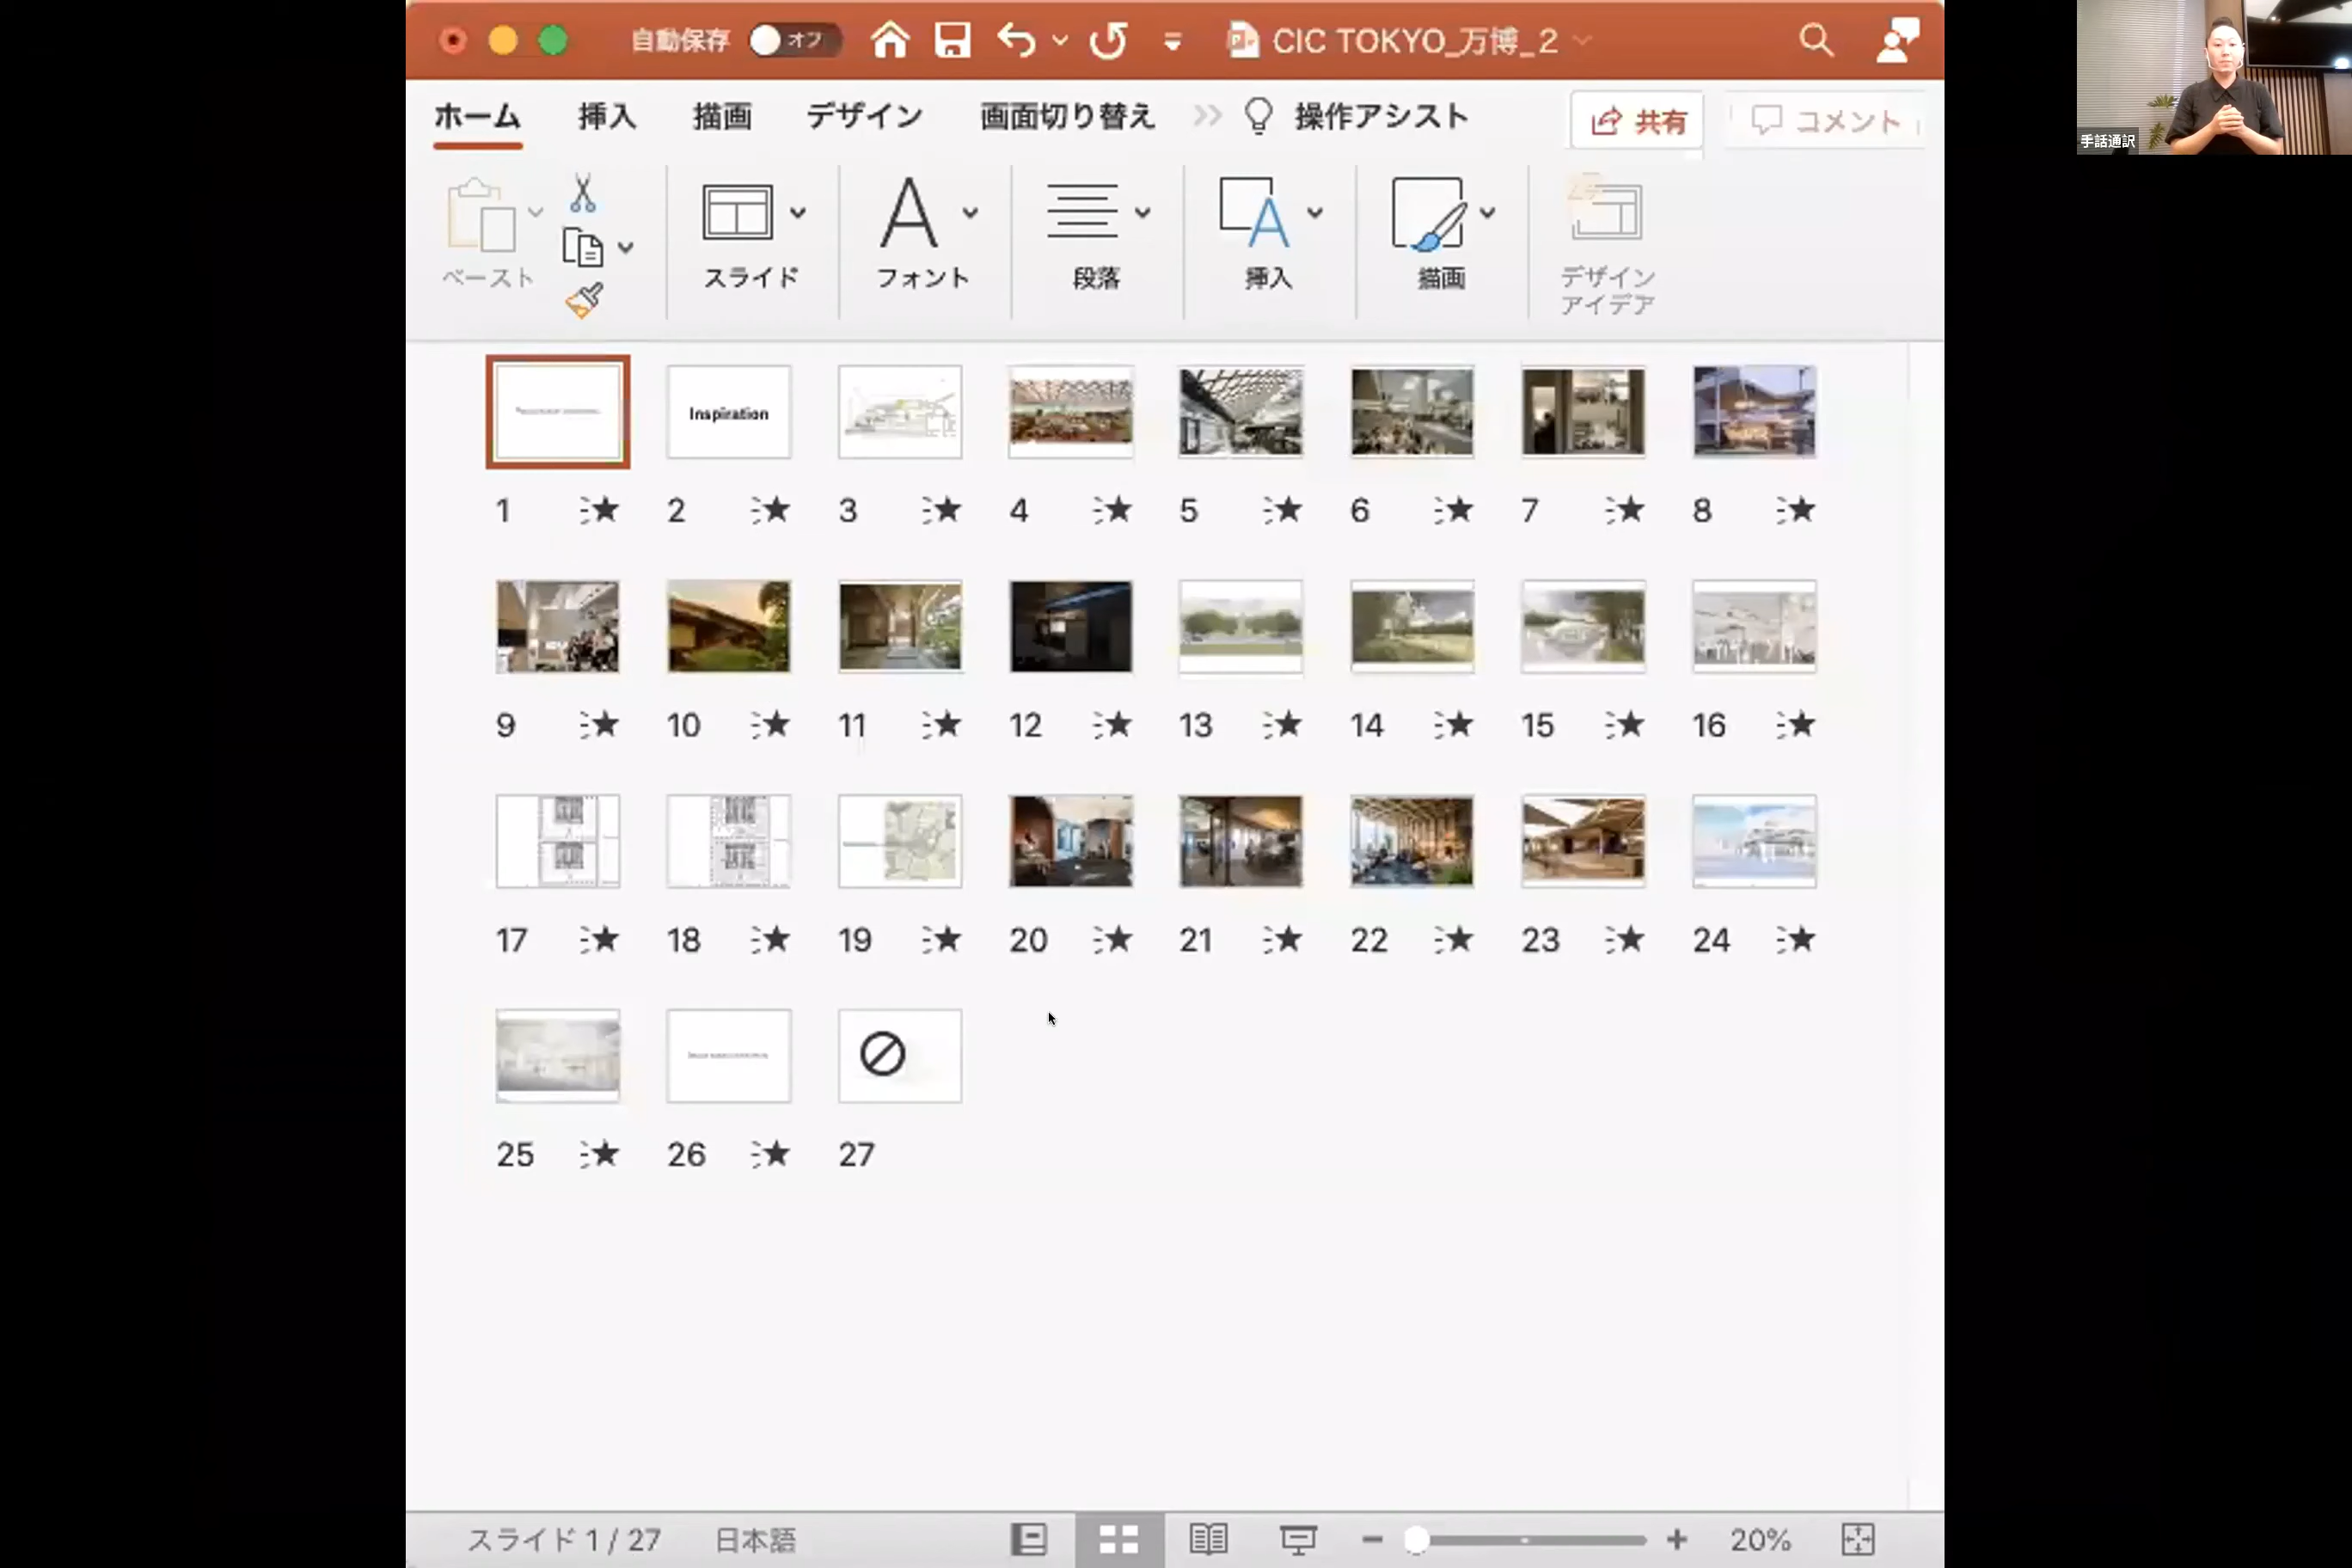 自動保存 オフ CIC TOKYO_万博_2
手話通訳
ホーム 挿入 描画 デザイン 画面切り替え 操作アシスト 共有 コメント
ペースト スライド フォント 段落 挿入 描画 デザイン
アイデア
Inspiration
1 2 3 4 5 6 7 8
9 10 11 12 13 14 15 16
17 18 19 20 21 22 23 24
25 26 27
スライド 1 / 27 日本語 20%